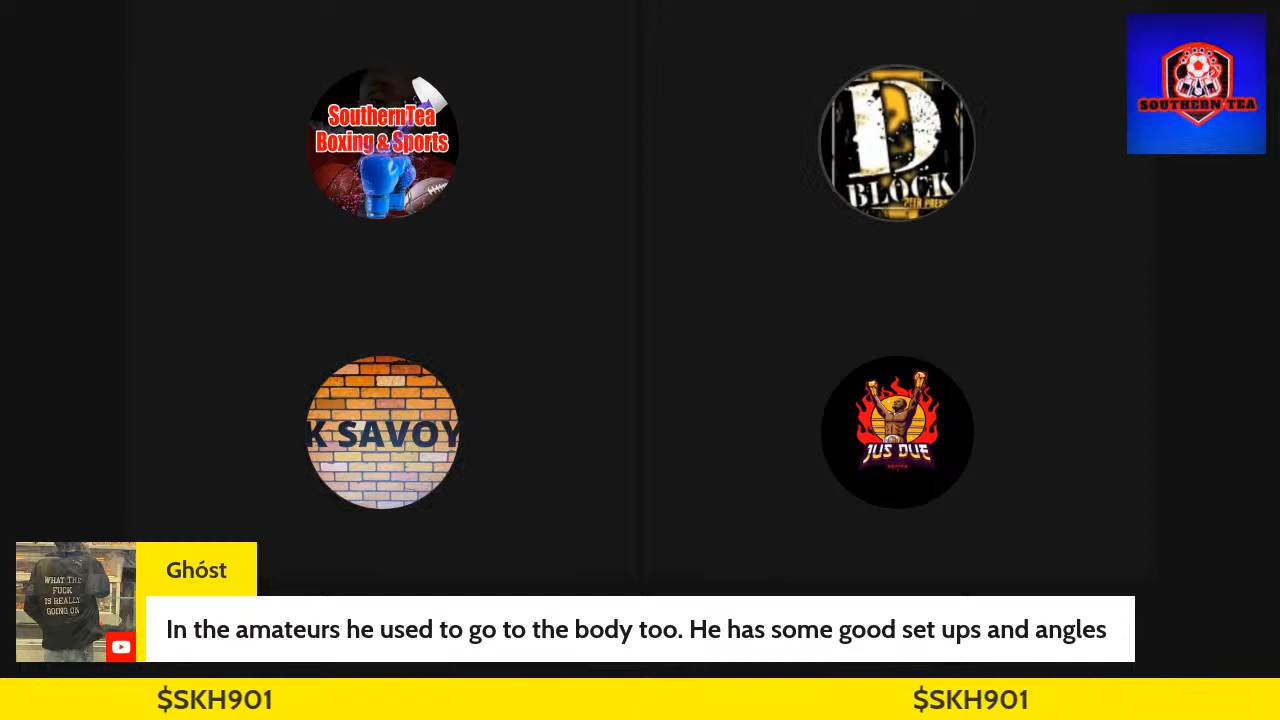 SouthernTea
Boxing & Sports
D
BLOCK
SOUTHERN TEA
K SAVOY
JUS DUE
WHAT THE
FUCK
IS REALLY
GOING ON
Ghóst
In the amateurs he used to go to the body too. He has some good set ups and angles
$SKH901
$SKH901